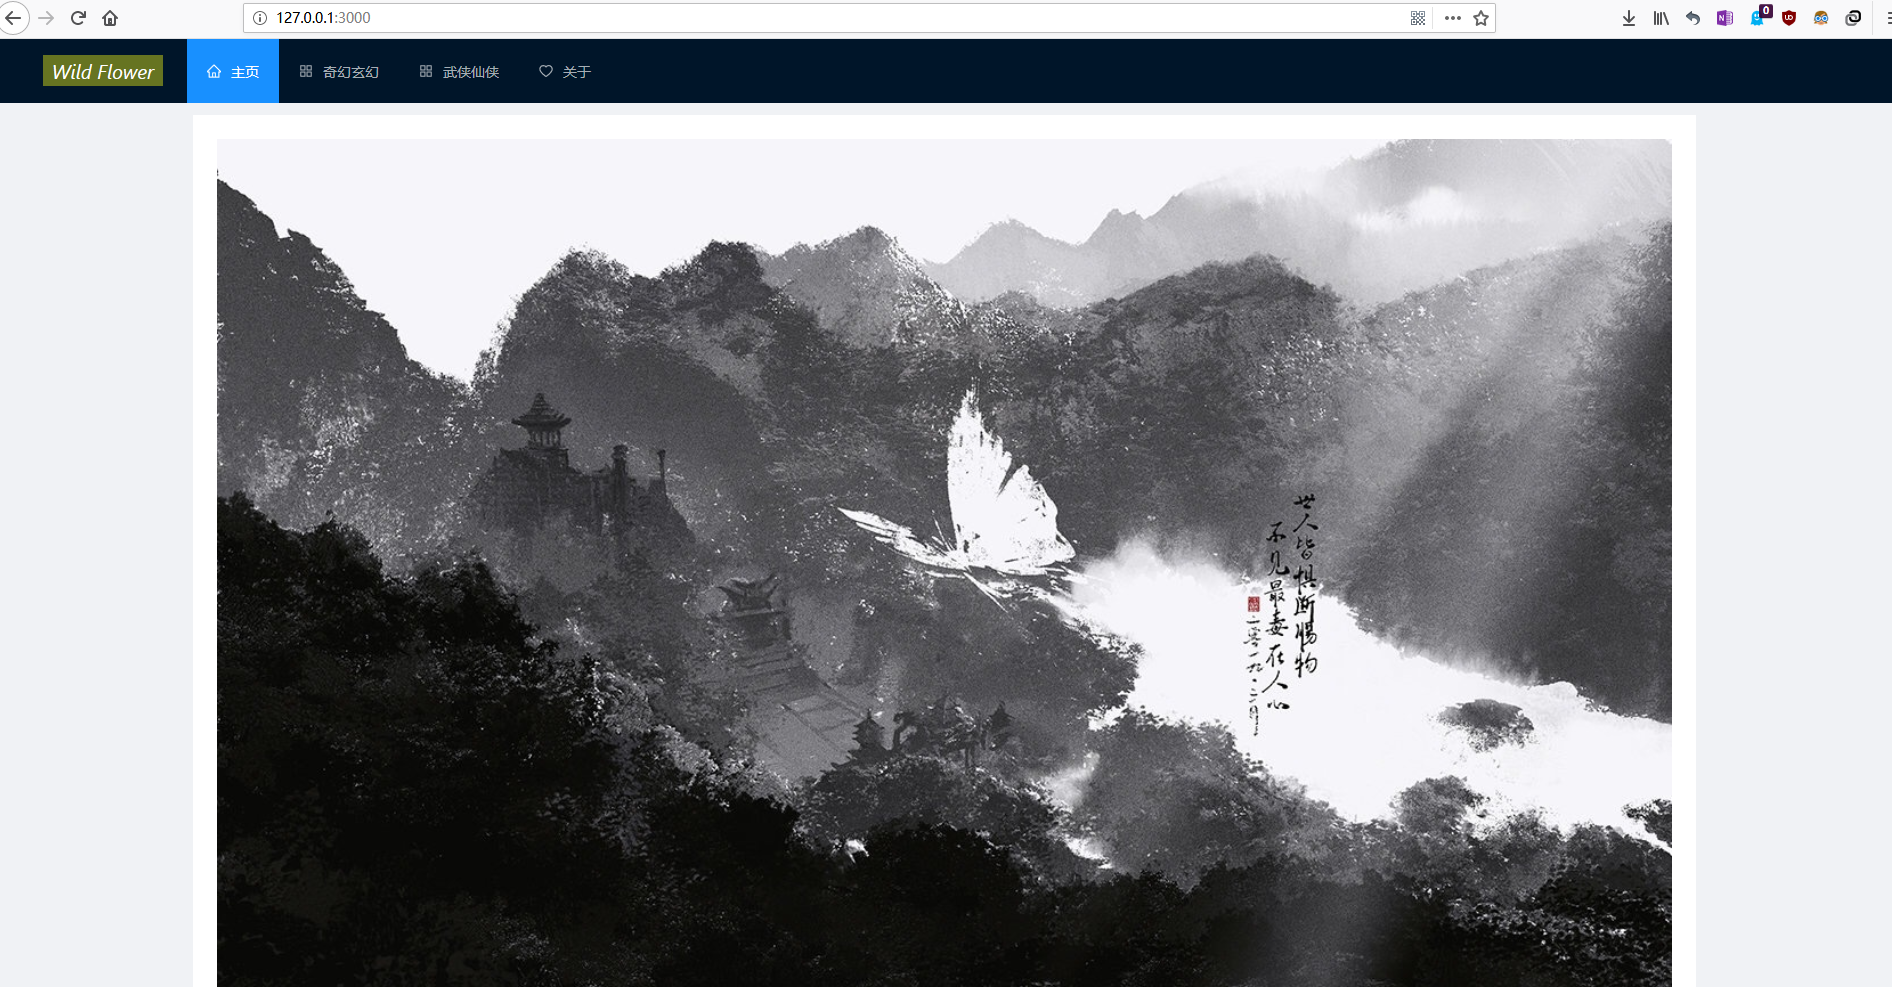 127.0.0.1:3000
0
Wild Flower
主页
奇幻玄幻
武侠仙侠
关于
世人皆惧断肠物
不见最毒在人心
二零一九·二月